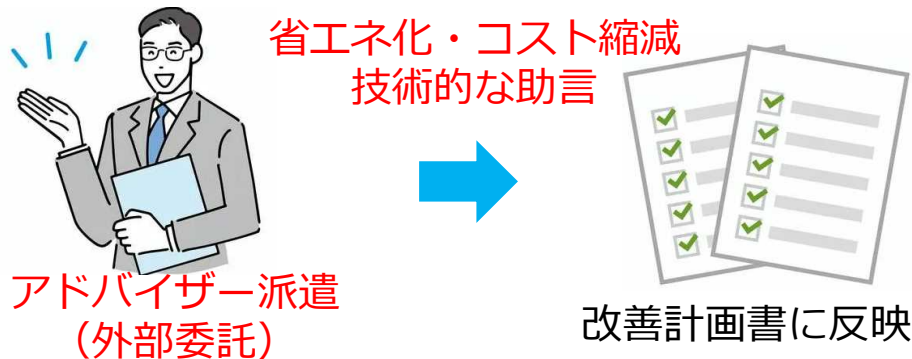 省エネ化・コスト縮減
技術的な助言
アドバイザー派遣
（外部委託）
改善計画書に反映